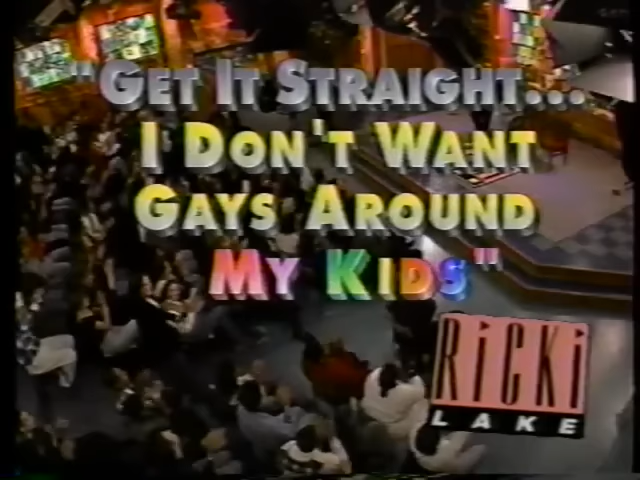 "GET IT STRAIGHT...
I DON'T WANT
GAYS AROUND
MY KIDS"
RiCKi
LAKE